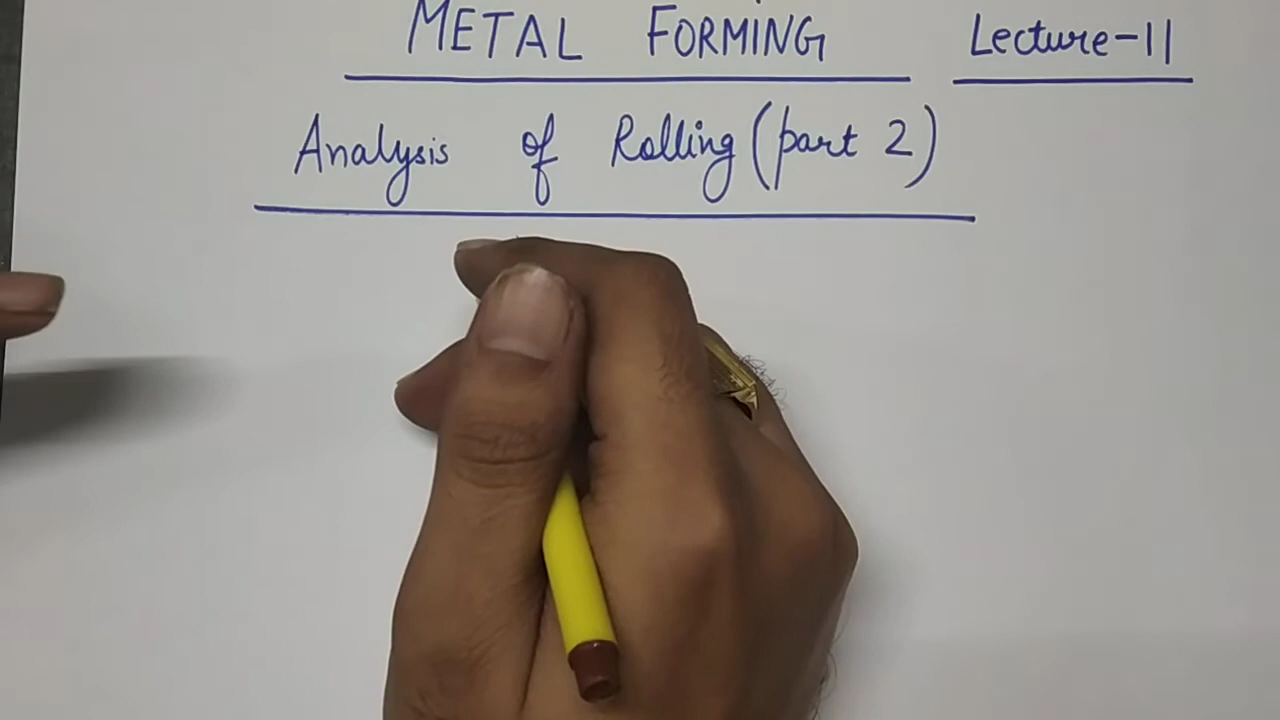 METAL FORMING Lecture-11
Analysis of Rolling (part 2)